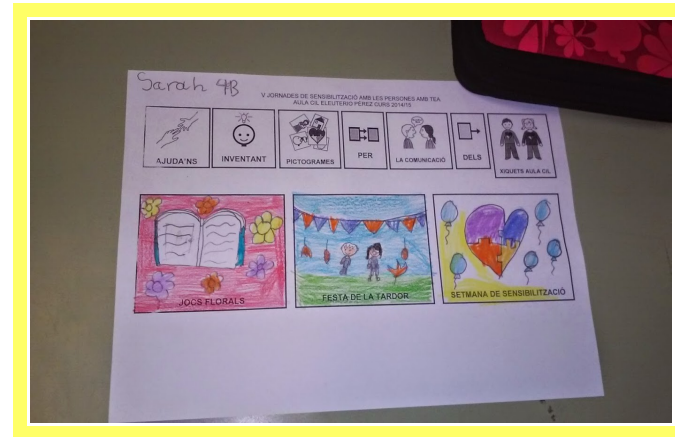 Sarah 4B
V JORNADES DE SENSIBILITZACIÓ AMB LES PERSONES AMB TEA
AULA CIL ELEUTERIO PÉREZ CURS 2014/15
AJUDA'NS
INVENTANT
PICTOGRAMES
PER
LA COMUNICACIÓ
DELS
XIQUETS AULA CIL
JOCS FLORALS
FESTA DE LA TARDOR
SETMANA DE SENSIBILITZACIÓ